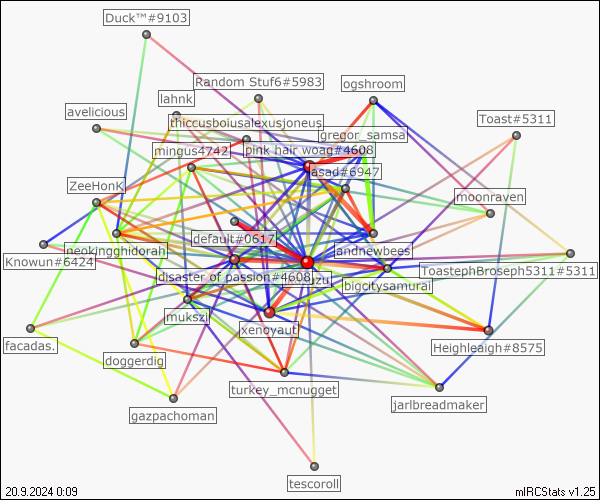 Duck™#9103
Random Stuf6#5983
ogshroom
lahnk
avelicious
thiccusboiusalexusjoneus
Toast#5311
gregor_samsa
mingus4742
pink hair woag#4608
asad#6947
ZeeHonK
moonraven
default#0617
neokingghidorah
landnewbees
Knowun#6424
ToastephBroseph5311#5311
disaster of passion#4608
bigcitysamurai
mukszi
xenoyaut
facadas.
Heighleaigh#8575
doggerdig
turkey_mcnugget
jarlbreadmaker
gazpachoman
tescoroll
20.9.2024 0:09
mIRCStats v1.25